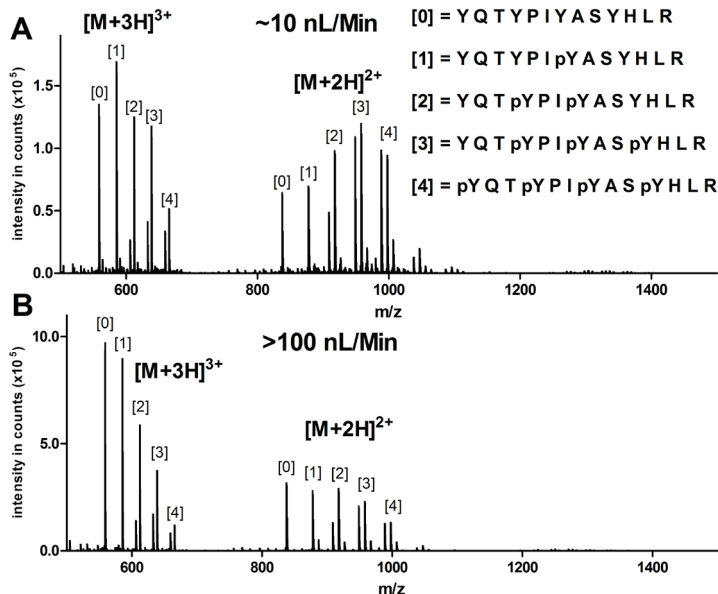 A
[M+3H]3+
~10 nL/Min
[0] = Y Q T Y P I Y A S Y H L R
[1]
[0]
[2]
[3]
[4]
[M+2H]2+
[3]
[2]
[4]
[1]
[0]
[1] = Y Q T Y P I pY A S Y H L R
[2] = Y Q T pY P I pY A S Y H L R
[3] = Y Q T pY P I pY A S pY H L R
[4] = pY Q T pY P I pY A S pY H L R
intensity in counts (x10 5)
1.5
1.0
0.5
0.0
600
800
1000
1200
1400
m/z
B
>100 nL/Min
[0]
[1]
[M+3H]3+
[2]
[3]
[4]
[M+2H]2+
[0]
[1]
[2]
[3]
[4]
intensity in counts (x10 5)
10.0
5.0
0.0
600
800
1000
1200
1400
m/z